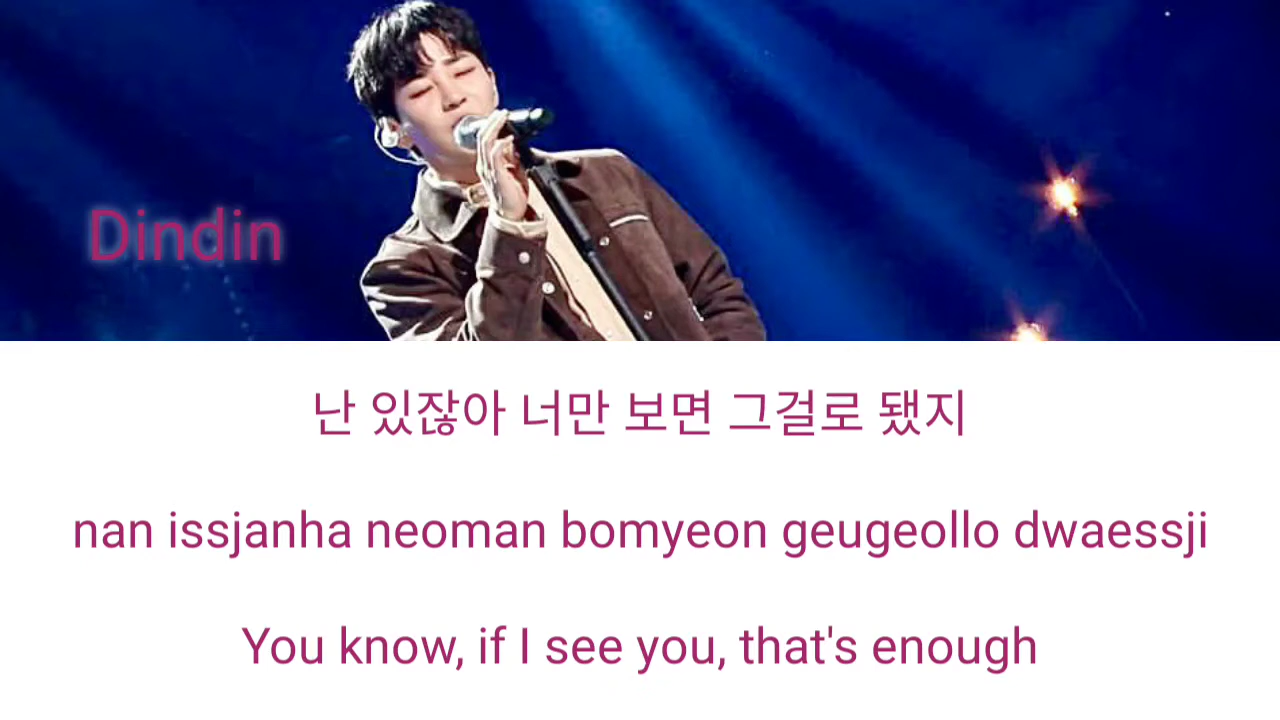 Dindin
난 있잖아 너만 보면 그걸로 됐지
nan issjanha neoman bomyeon geugeollo dwaessji
You know, if I see you, that's enough